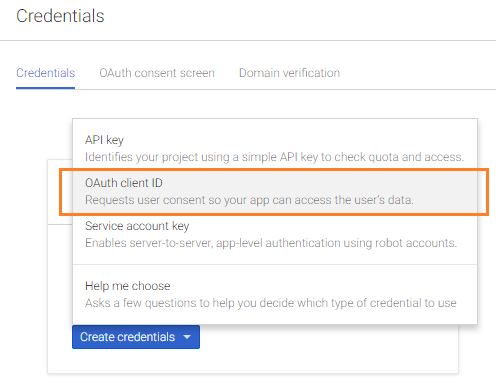 Credentials
Credentials OAuth consent screen Domain verification
API key
Identifies your project using a simple API key to check quota and access.
OAuth client ID
Requests user consent so your app can access the user's data.
Service account key
Enables server-to-server, app-level authentication using robot accounts.
Help me choose
Asks a few questions to help you decide which type of credential to use
Create credentials